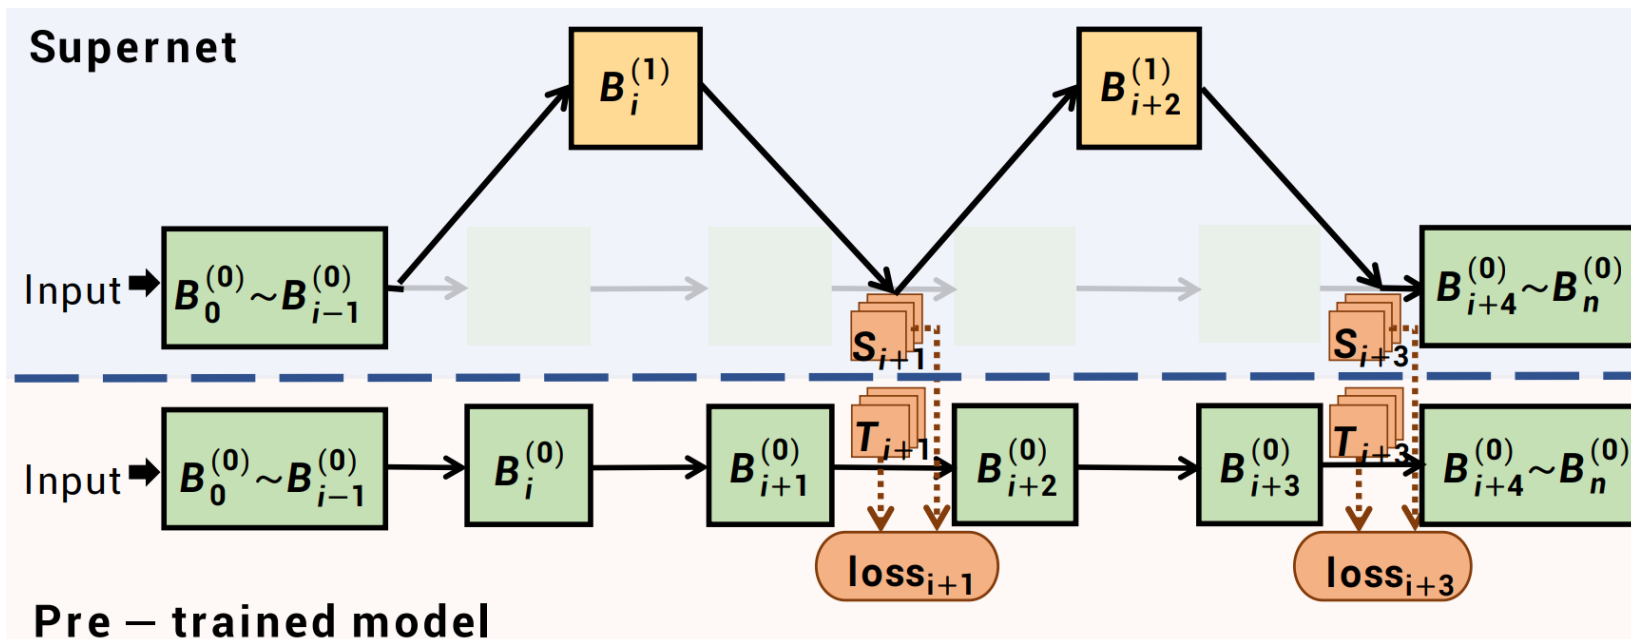 Supernet
B_i^(1)
B_{i+2}^(1)
Input
B_0^(0) ~ B_{i−1}^(0)
S_{i+1}
S_{i+3}
B_{i+4}^(0) ~ B_n^(0)
Input
B_0^(0) ~ B_{i−1}^(0)
B_i^(0)
B_{i+1}^(0)
T_{i+1}
B_{i+2}^(0)
B_{i+3}^(0)
T_{i+3}
B_{i+4}^(0) ~ B_n^(0)
loss_{i+1}
loss_{i+3}
Pre – trained model